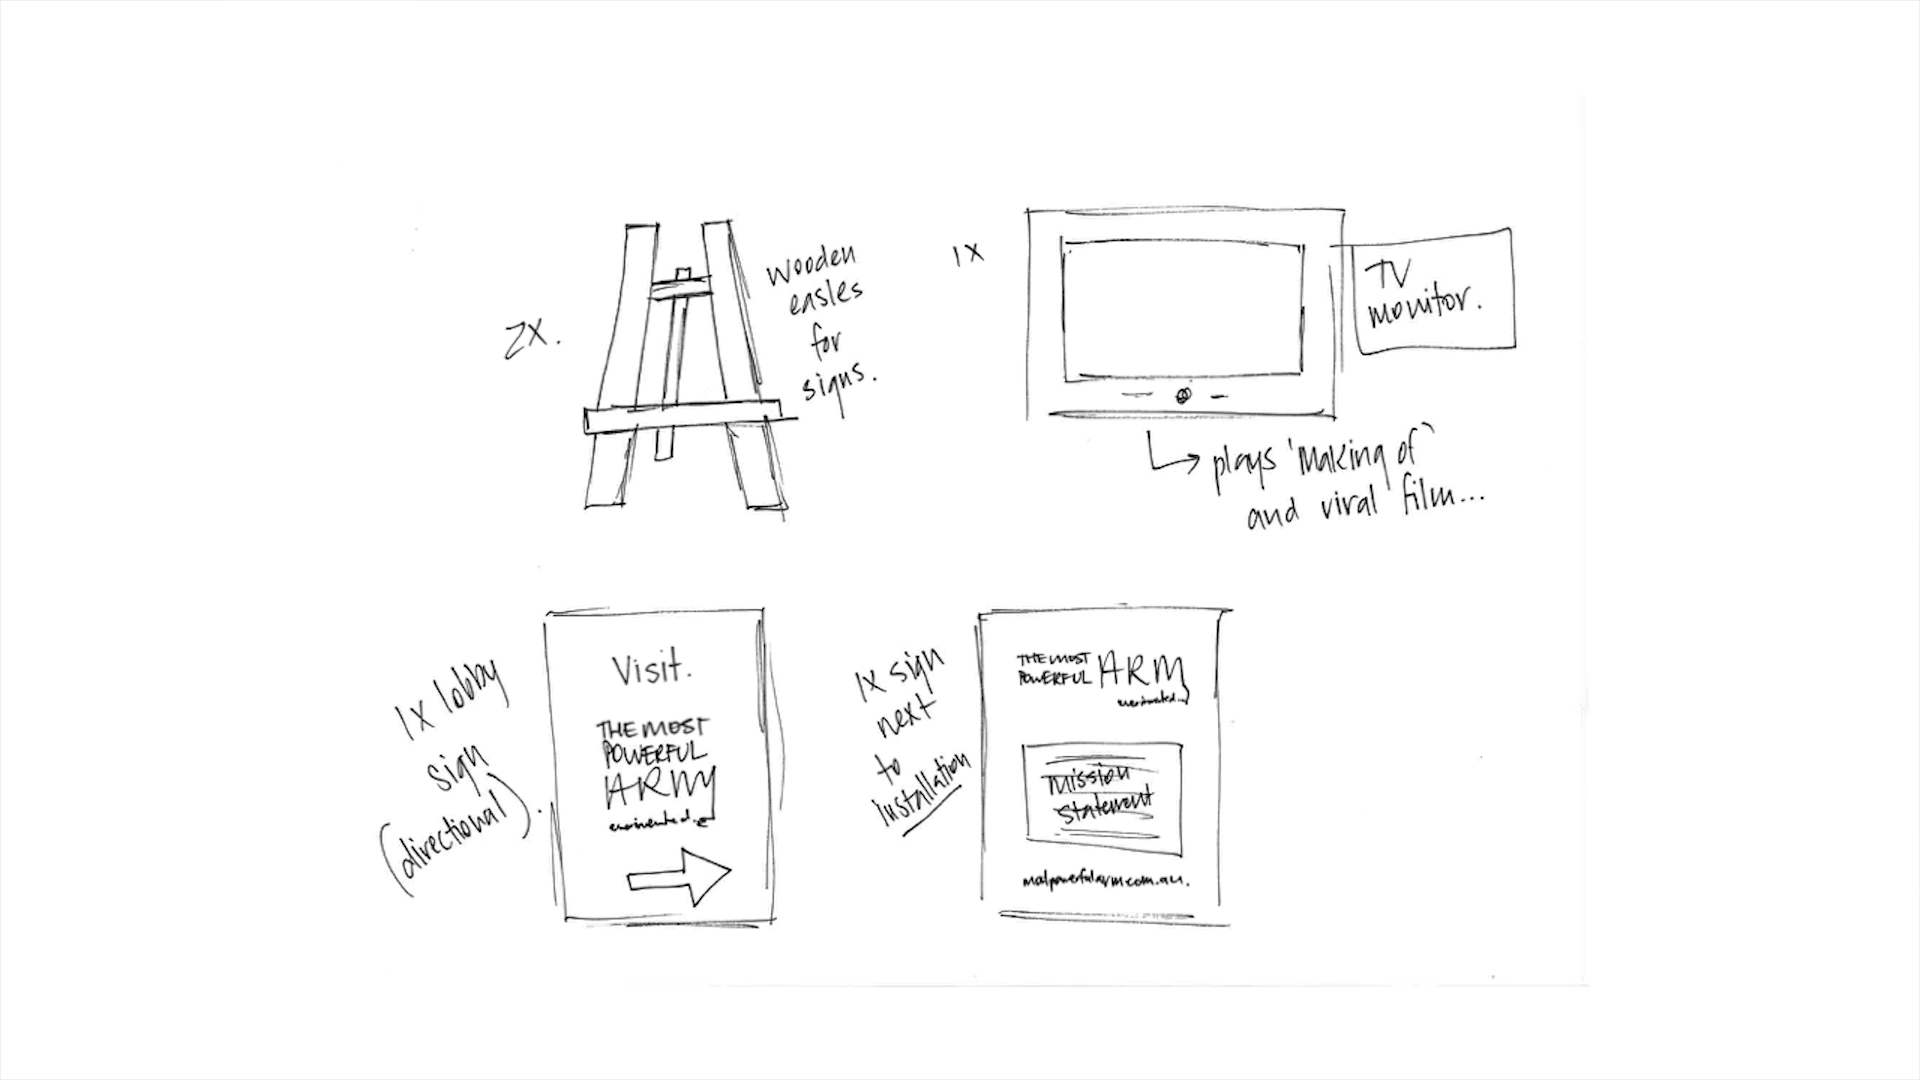 2X.
Wooden
easles
for
signs.
1X
TV
monitor.
plays 'Making of'
and viral film...
1x lobby
sign
(directional).
Visit.
THE MOST
POWERFUL
ARM
1x sign
next
to
installation
THE MOST
POWERFUL ARM
Mission
Statement